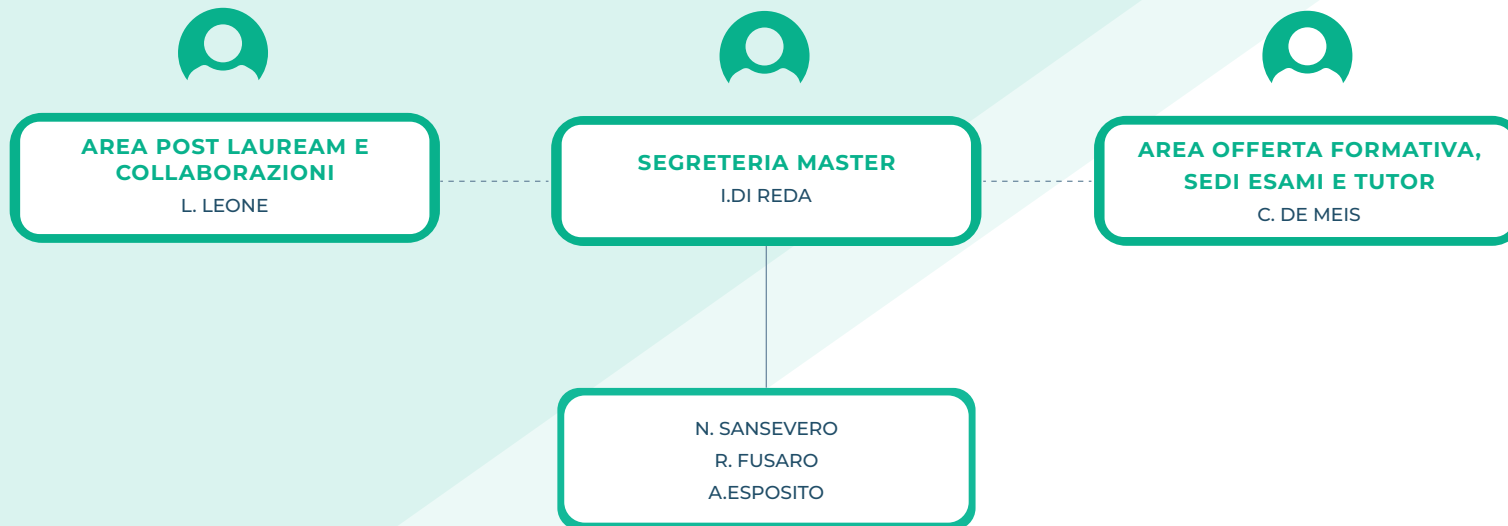 AREA POST LAUREAM E
COLLABORAZIONI
L. LEONE
SEGRETERIA MASTER
I.DI REDA
AREA OFFERTA FORMATIVA,
SEDI ESAMI E TUTOR
C. DE MEIS
N. SANSEVERO
R. FUSARO
A.ESPOSITO